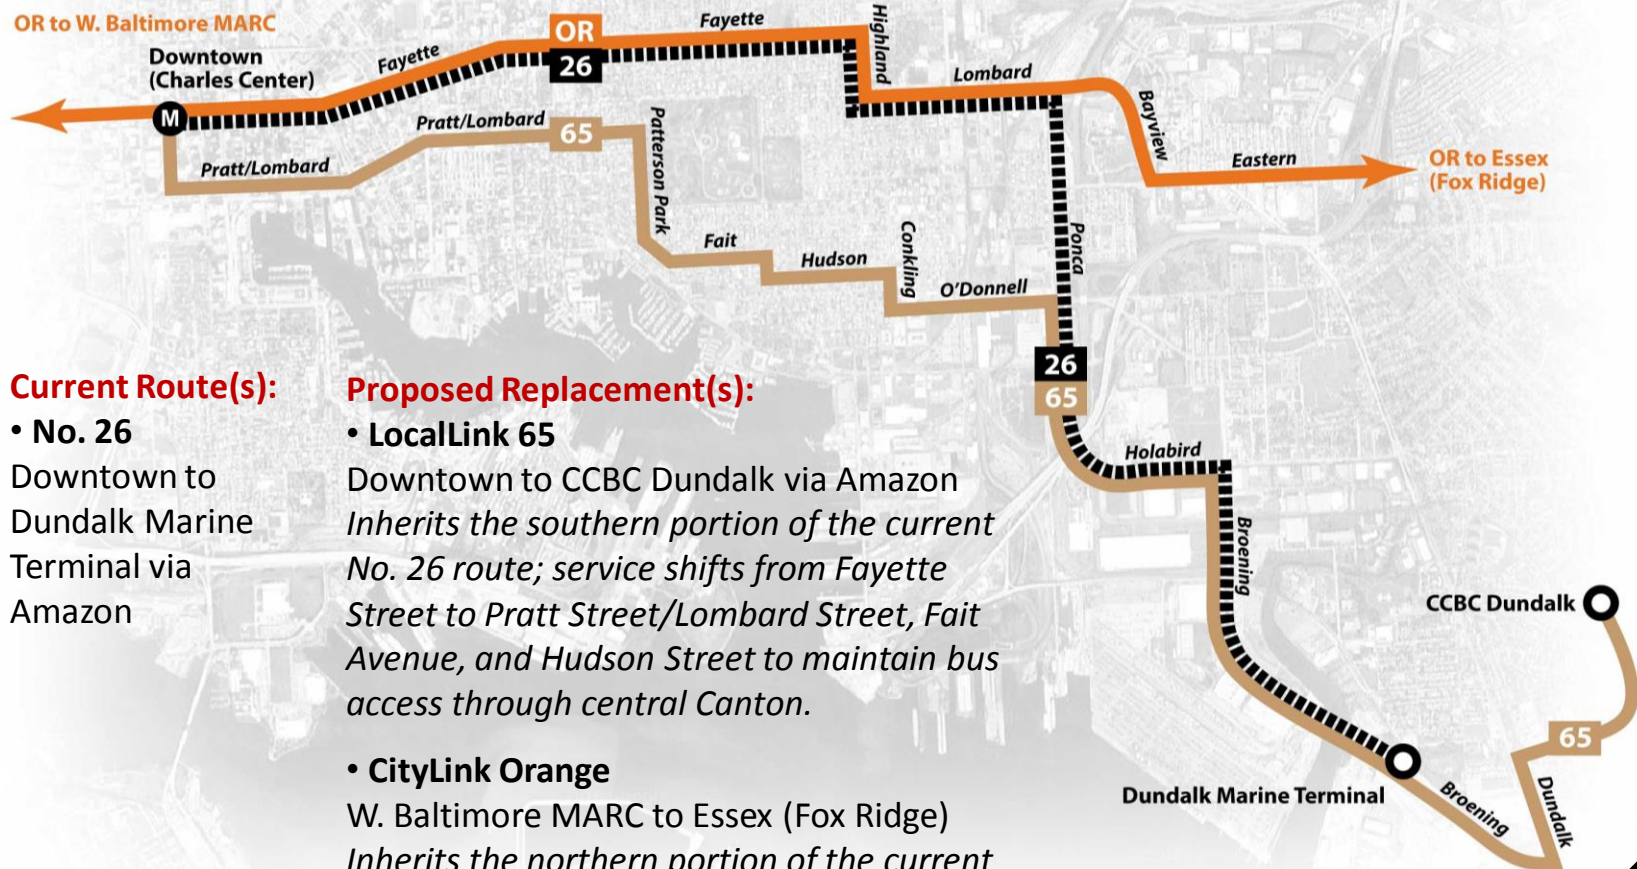 OR to W. Baltimore MARC
Downtown
(Charles Center)
M
Fayette
OR
26
Fayette
Highland
Lombard
Bayview
Eastern
OR to Essex
(Fox Ridge)
Pratt/Lombard
Pratt/Lombard
65
Patterson Park
Fait
Hudson
Conkling
O'Donnell
Ponca
26
65
Holabird
Broening
CCBC Dundalk
65
Dundalk Marine Terminal
Broening
Dundalk
Current Route(s):
• No. 26
Downtown to
Dundalk Marine
Terminal via
Amazon
Proposed Replacement(s):
• LocalLink 65
Downtown to CCBC Dundalk via Amazon
Inherits the southern portion of the current
No. 26 route; service shifts from Fayette
Street to Pratt Street/Lombard Street, Fait
Avenue, and Hudson Street to maintain bus
access through central Canton.
• CityLink Orange
W. Baltimore MARC to Essex (Fox Ridge)
Inherits the northern portion of the current